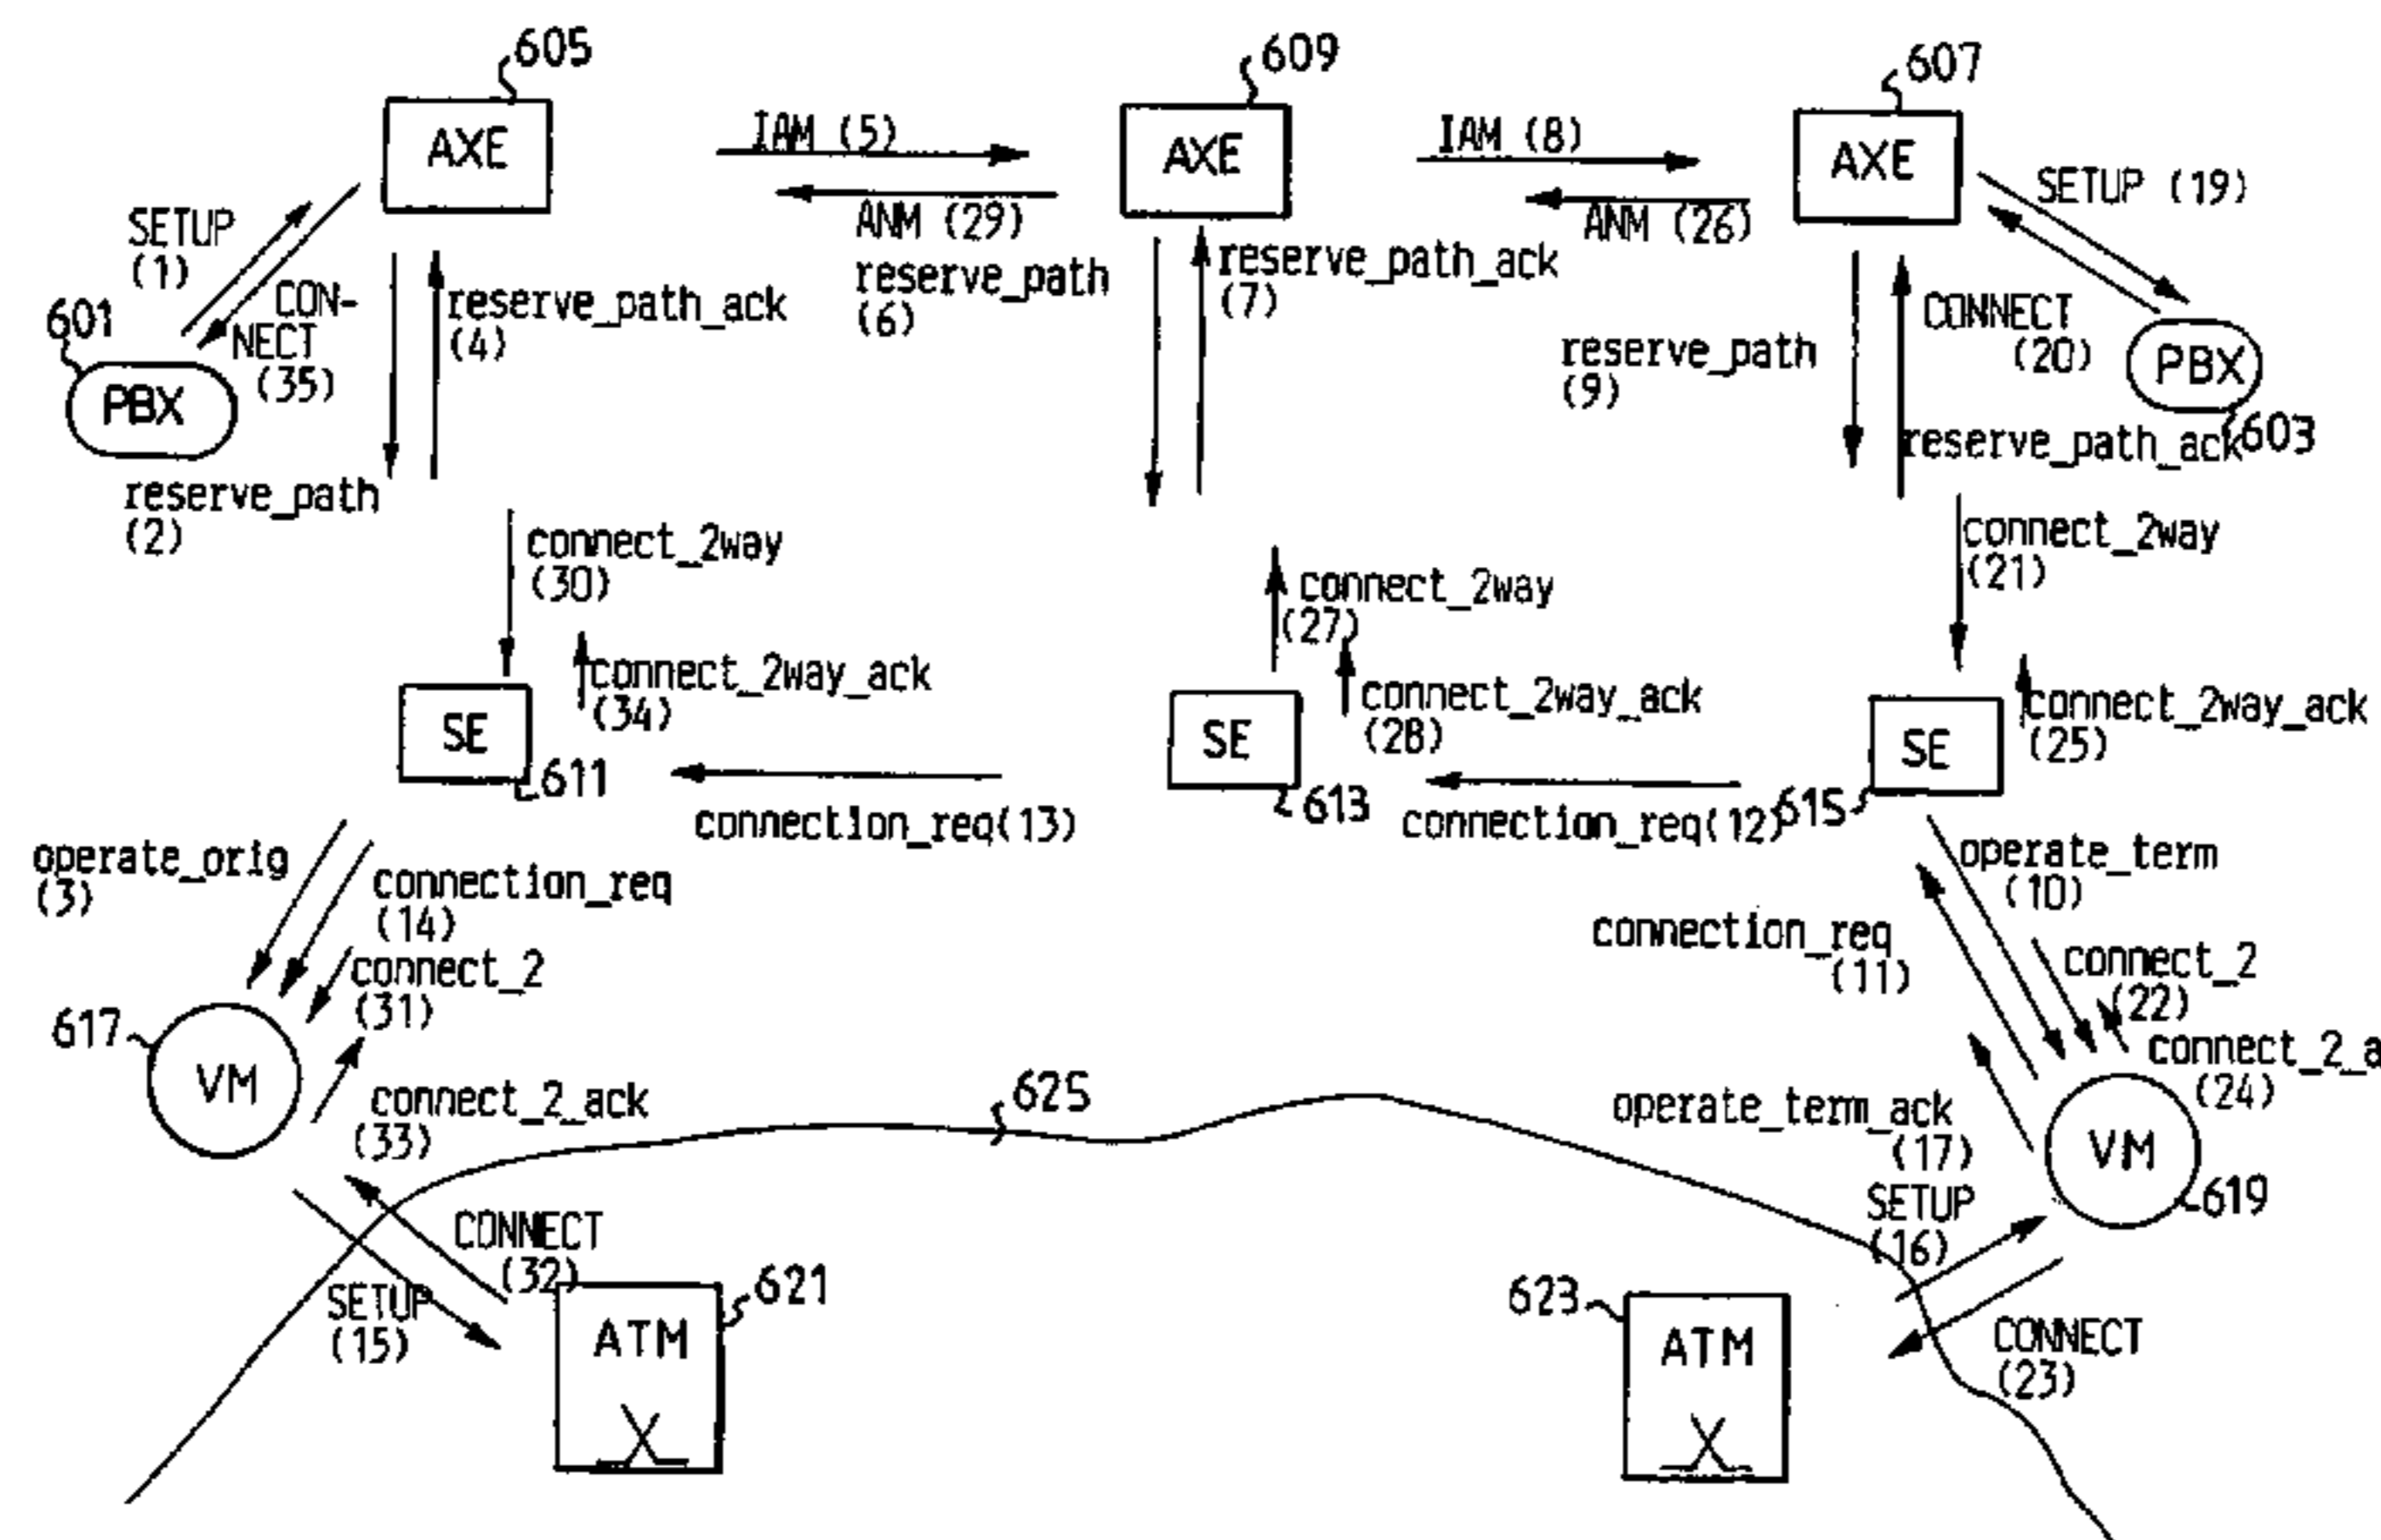 605
609
607
AXE
AXE
AXE
IAM (5)
IAM (8)
ANM (29)
ANM (26)
SETUP
(1)
SETUP (19)
CON-
NECT
(35)
reserve_path_ack
(4)
reserve_path
(6)
reserve_path_ack
(7)
reserve_path
(9)
CONNECT
(20)
601
PBX
PBX
603
reserve_path
(2)
reserve_path_ack
connect_2way
(30)
connect_2way
(27)
connect_2way
(21)
connect_2way_ack
(34)
connect_2way_ack
(28)
connect_2way_ack
(25)
SE
SE
SE
611
613
615
connection_req(13)
connection_req(12)
operate_orig
(3)
connection_req
(14)
connect_2
(31)
operate_term
(10)
connection_req
(11)
connect_2
(22)
connect_2_a
(24)
617
VM
connect_2_ack
(33)
625
operate_term_ack
(17)
VM
619
SETUP
(16)
CONNECT
(32)
SETUP
(15)
621
ATM
623
ATM
CONNECT
(23)